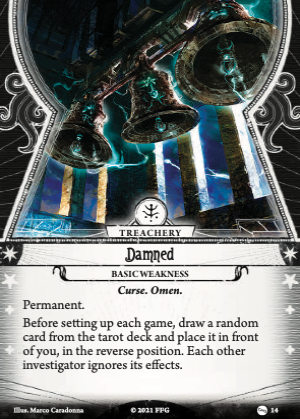 TREACHERY
Damned
BASIC WEAKNESS
Curse. Omen.
Permanent.
Before setting up each game, draw a random
card from the tarot deck and place it in front
of you, in the reverse position. Each other
investigator ignores its effects.
Illus. Marco Caradonna
© 2021 FFG
14